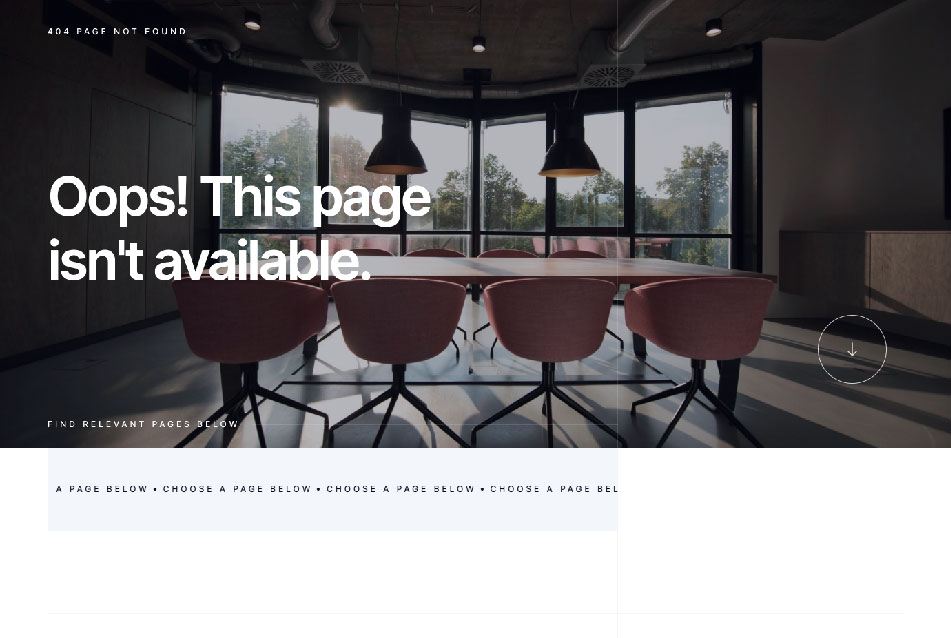 404 PAGE NOT FOUND
Oops! This page
isn't available.
FIND RELEVANT PAGES BELOW
A PAGE BELOW • CHOOSE A PAGE BELOW • CHOOSE A PAGE BELOW • CHOOSE A PAGE BEL